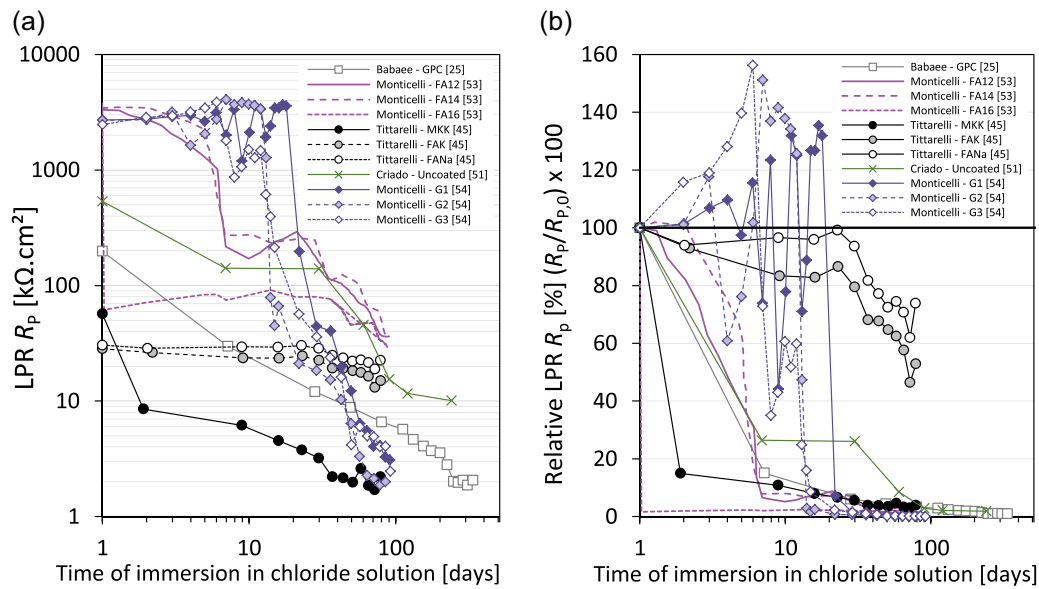 (a)
LPR Rₚ [kΩ.cm²]
10000
1000
100
10
1
1
10
100
Time of immersion in chloride solution [days]
Babaee - GPC [25]
Monticelli - FA12 [53]
Monticelli - FA14 [53]
Monticelli - FA16 [53]
Tittarelli - MKK [45]
Tittarelli - FAK [45]
Tittarelli - FANa [45]
Criado - Uncoated [51]
Monticelli - G1 [54]
Monticelli - G2 [54]
Monticelli - G3 [54]
(b)
Relative LPR Rₚ [%] (Rₚ/Rₚ,₀) x 100
160
140
120
100
80
60
40
20
0
1
10
100
Time of immersion in chloride solution [days]
Babaee - GPC [25]
Monticelli - FA12 [53]
Monticelli - FA14 [53]
Monticelli - FA16 [53]
Tittarelli - MKK [45]
Tittarelli - FAK [45]
Tittarelli - FANa [45]
Criado - Uncoated [51]
Monticelli - G1 [54]
Monticelli - G2 [54]
Monticelli - G3 [54]